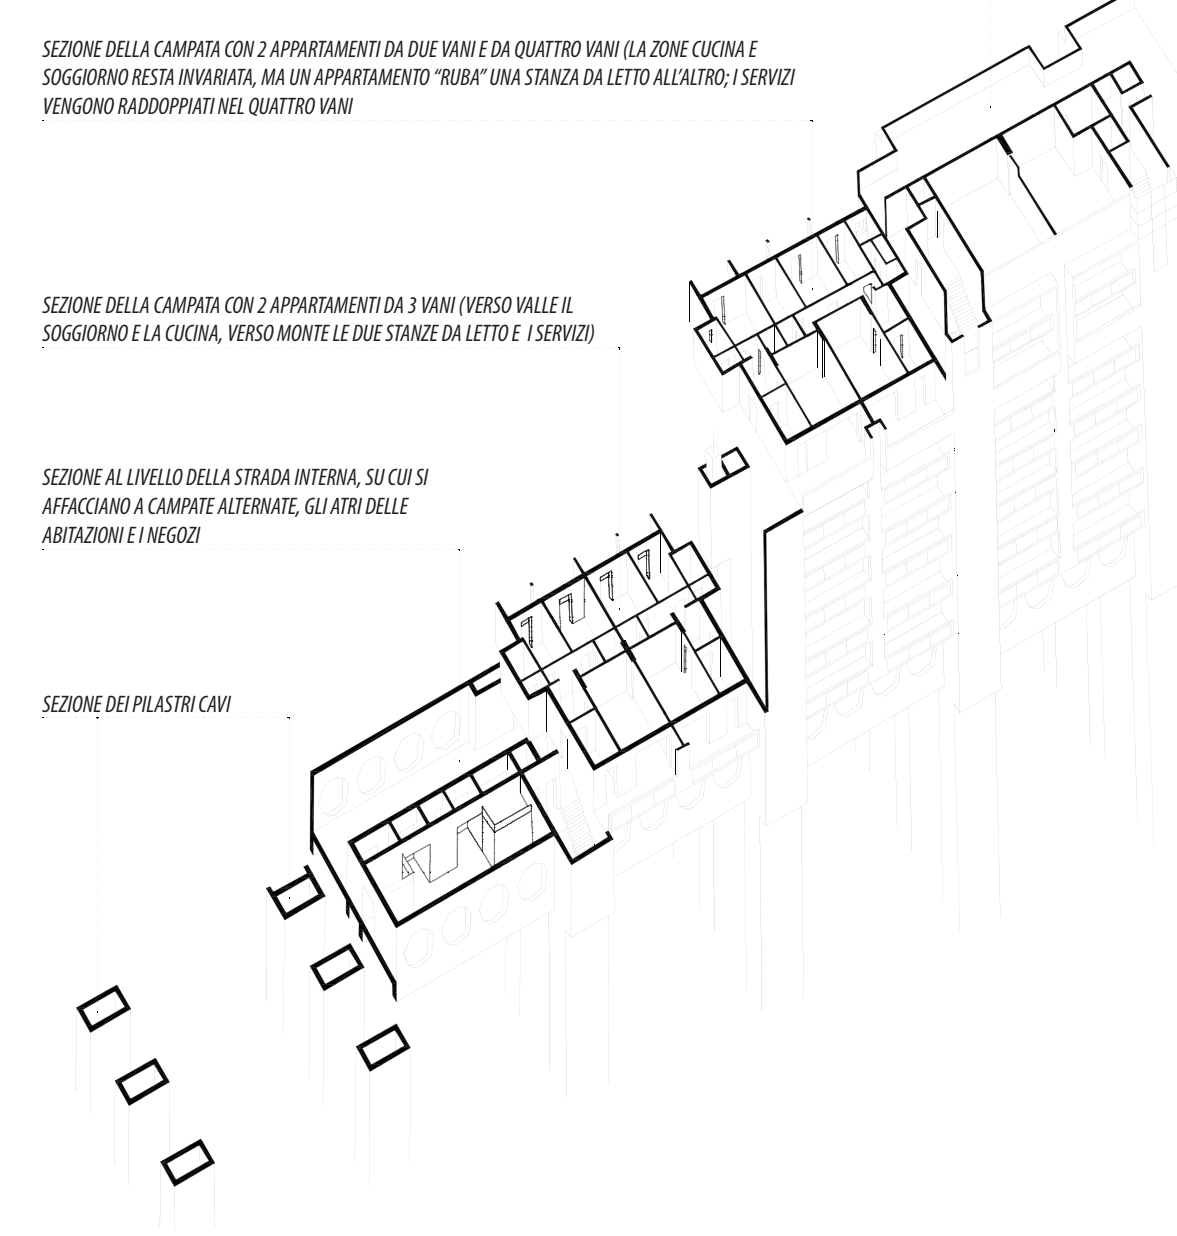 SEZIONE DELLA CAMPATA CON 2 APPARTAMENTI DA DUE VANI E DA QUATTRO VANI (LA ZONE CUCINA E
SOGGIORNO RESTA INVARIATA, MA UN APPARTAMENTO “RUBA” UNA STANZA DA LETTO ALL’ALTRO; I SERVIZI
VENGONO RADDOPPIATI NEL QUATTRO VANI
SEZIONE DELLA CAMPATA CON 2 APPARTAMENTI DA 3 VANI (VERSO VALLE IL
SOGGIORNO E LA CUCINA, VERSO MONTE LE DUE STANZE DA LETTO E I SERVIZI)
SEZIONE AL LIVELLO DELLA STRADA INTERNA, SU CUI SI
AFFACCIANO A CAMPATE ALTERNATE, GLI ATRI DELLE
ABITAZIONI E I NEGOZI
SEZIONE DEI PILASTRI CAVI